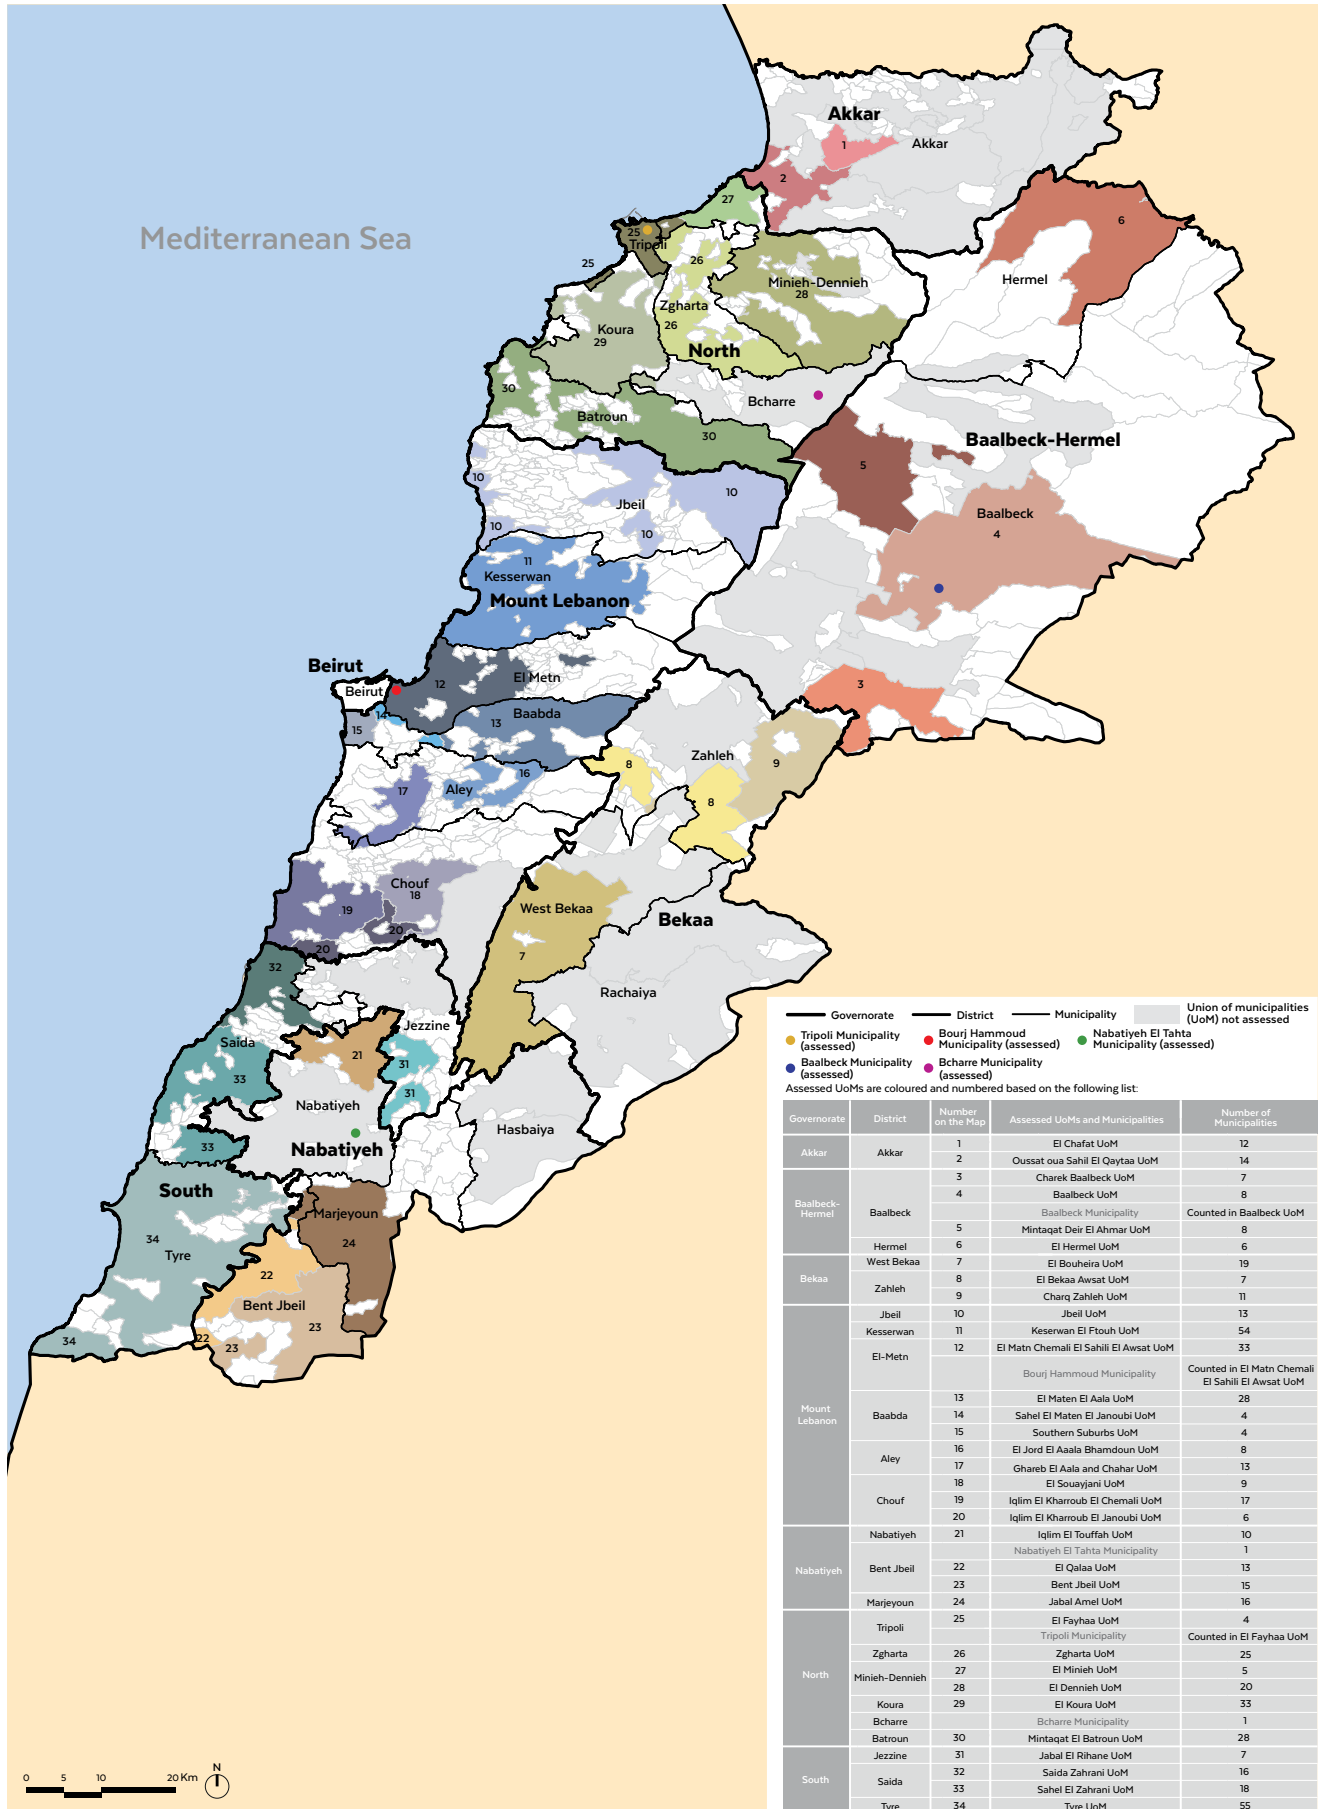 Mediterranean Sea
Akkar
1
Akkar
2
27
6
25
Tripoli
26
25
Minieh-Dennieh
28
Hermel
Zgharta
26
Koura
29
North
30
Bcharre
Batroun
30
Baalbeck-Hermel
5
10
10
Jbeil
Baalbeck
4
10
10
11
Kesserwan
Mount Lebanon
Beirut
El Metn
12
3
Beirut
14
13
Baabda
15
Zahleh
8
9
16
17
Aley
8
Chouf
18
19
West Bekaa
Bekaa
20
20
7
32
Rachaiya
Jezzine
Saida
21
31
33
31
Nabatiyeh
Hasbaiya
33
Nabatiyeh
South
Marjeyoun
34
Tyre
24
22
Bent Jbeil
23
22
34
23
Governorate
District
Municipality
Union of municipalities
(UoM) not assessed
Tripoli Municipality
(assessed)
Bourj Hammoud
Municipality (assessed)
Nabatiyeh El Tahta
Municipality (assessed)
Baalbeck Municipality
(assessed)
Bcharre Municipality
(assessed)
Assessed UoMs are coloured and numbered based on the following list:
Governorate District Number on the Map Assessed UoMs and Municipalities Number of Municipalities
Akkar Akkar 1 El Chafat UoM 12
2 Oussat oua Sahil El Qaytaa UoM 14
Baalbeck-Hermel Baalbeck 3 Charek Baalbeck UoM 7
4 Baalbeck UoM 8
Baalbeck Municipality Counted in Baalbeck UoM
5 Mintaqat Deir El Ahmar UoM 8
Hermel 6 El Hermel UoM 6
Bekaa West Bekaa 7 El Bouheira UoM 19
Zahleh 8 El Bekaa Awsat UoM 7
9 Charq Zahleh UoM 11
Mount Lebanon Jbeil 10 Jbeil UoM 13
Kesserwan 11 Keserwan El Ftouh UoM 54
El-Metn 12 El Matn Chemali El Sahili El Awsat UoM 33
Bourj Hammoud Municipality Counted in El Matn Chemali El Sahili El Awsat UoM
Baabda 13 El Maten El Aala UoM 28
14 Sahel El Maten El Janoubi UoM 4
15 Southern Suburbs UoM 4
Aley 16 El Jord El Aaala Bhamdoun UoM 8
17 Ghareb El Aala and Chahar UoM 13
Chouf 18 El Souayjani UoM 9
19 Iqlim El Kharroub El Chemali UoM 17
20 Iqlim El Kharroub El Janoubi UoM 6
Nabatiyeh Nabatiyeh 21 Iqlim El Touffah UoM 10
Nabatiyeh El Tahta Municipality 1
Bent Jbeil 22 El Qalaa UoM 13
23 Bent Jbeil UoM 15
Marjeyoun 24 Jabal Amel UoM 16
North Tripoli 25 El Fayhaa UoM 4
Tripoli Municipality Counted in El Fayhaa UoM
Zgharta 26 Zgharta UoM 25
Minieh-Dennieh 27 El Minieh UoM 5
28 El Dennieh UoM 20
Koura 29 El Koura UoM 33
Bcharre Bcharre Municipality 1
Batroun 30 Mintaqat El Batroun UoM 28
South Jezzine 31 Jabal El Rihane UoM 7
Saida 32 Saida Zahrani UoM 16
33 Sahel El Zahrani UoM 18
Tyre 34 Tyre UoM 55
0 5 10 20 Km
N